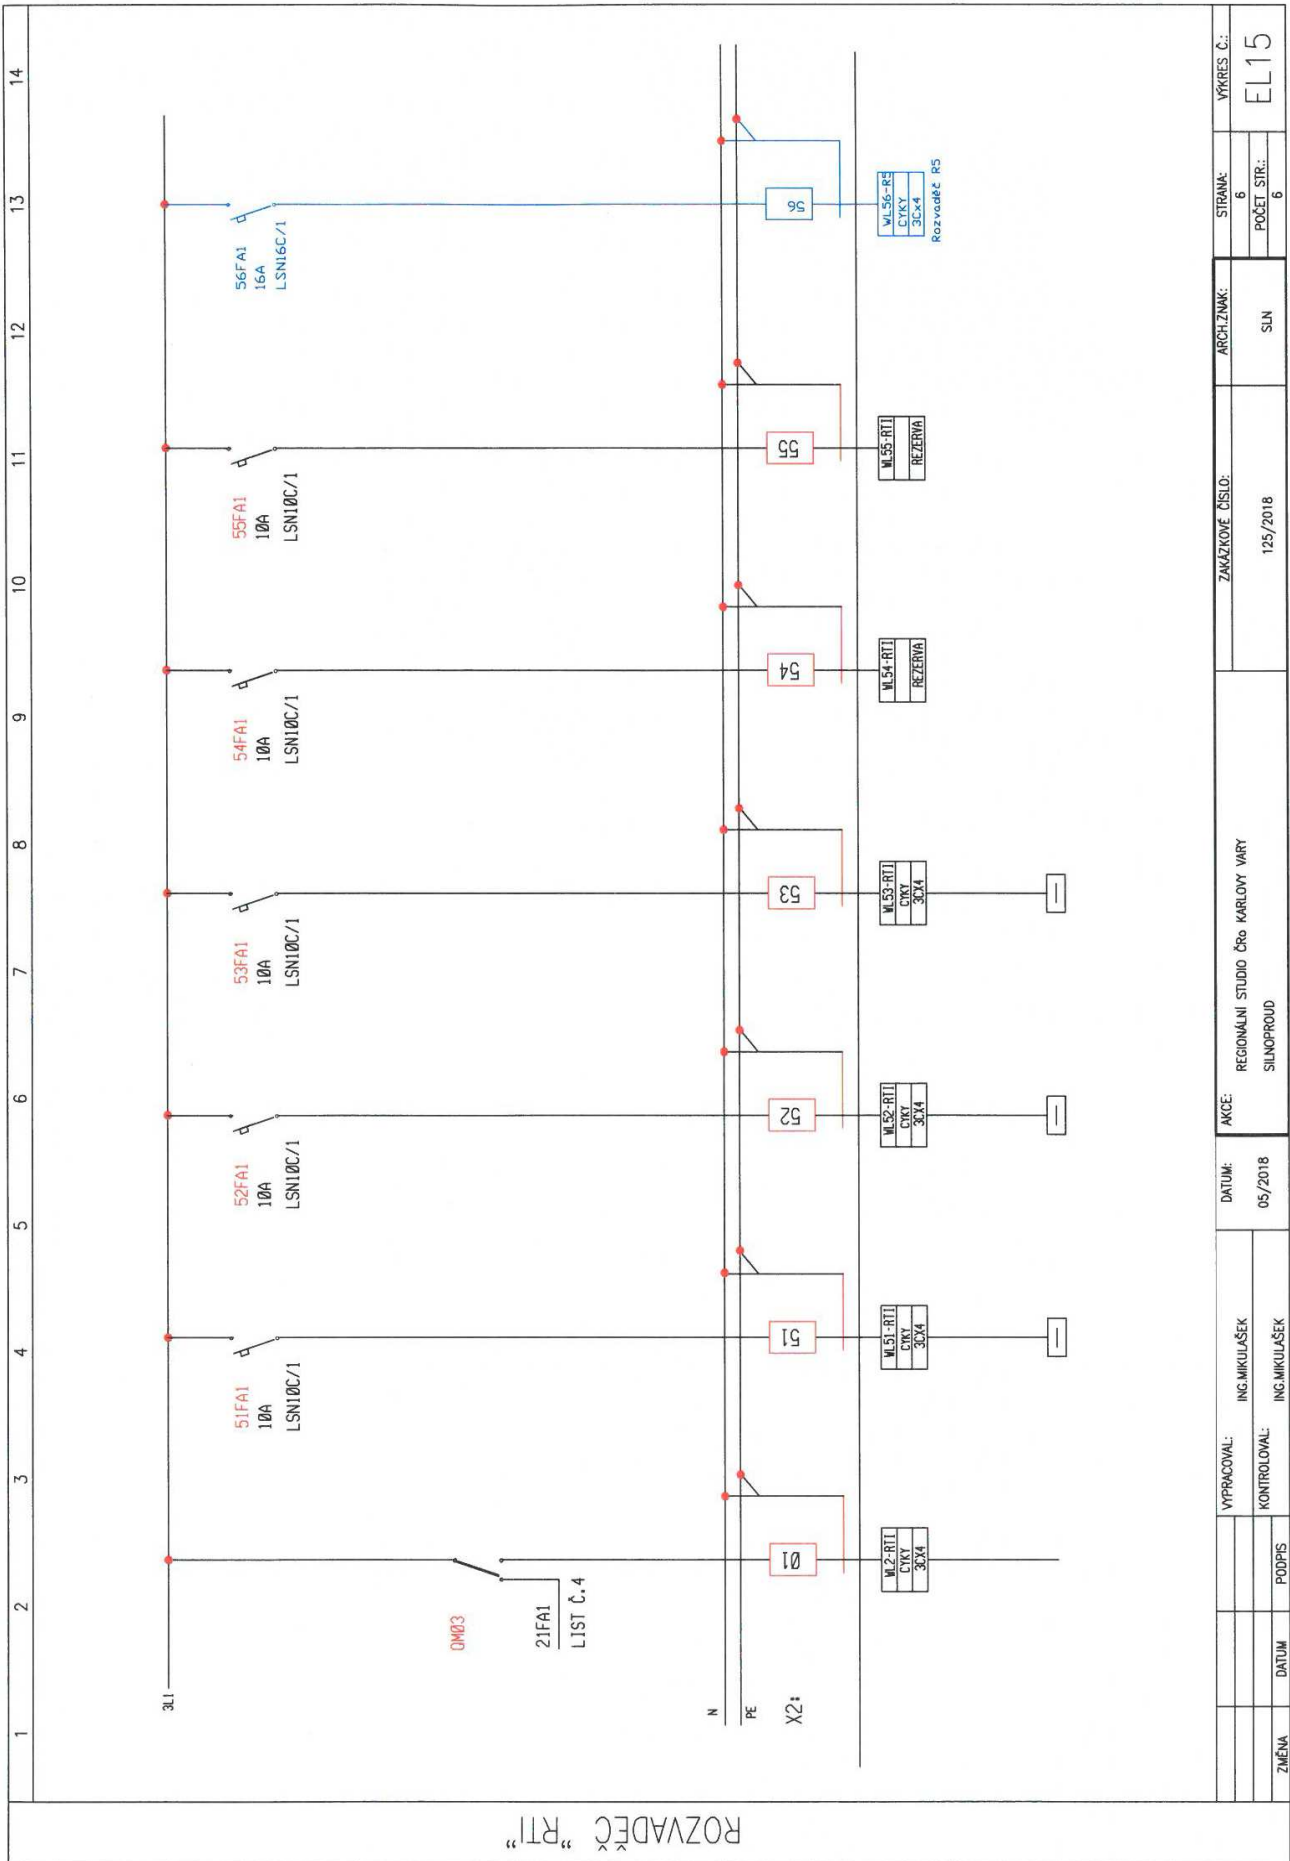 1 2 3 4 5 6 7 8 9 10 11 12 13 14
ROZVADĚČ "RTI"
3L1
QM03
21FA1
LIST Č.4
51FA1
10A
LSN10C/1
52FA1
10A
LSN10C/1
53FA1
10A
LSN10C/1
54FA1
10A
LSN10C/1
55FA1
10A
LSN10C/1
56FA1
16A
LSN16C/1
N
PE
X2:
01
51
52
53
54
55
56
WL2-RTI
CYKY
3CX4
WL51-RTI
CYKY
3CX4
WL52-RTI
CYKY
3CX4
WL53-RTI
CYKY
3CX4
WL54-RTI
REZERVA
WL55-RTI
REZERVA
WL56-R5
CYKY
3Cx4
Rozvaděč R5
ZMĚNA
DATUM
PODPIS
VYPRACOVAL:
ING.MIKULÁŠEK
KONTROLOVAL:
ING.MIKULÁŠEK
DATUM:
05/2018
AKCE:
REGIONÁLNÍ STUDIO ČRo KARLOVY VARY
SILNOPROUD
ZAKÁZKOVÉ ČÍSLO:
125/2018
ARCH.ZNAK:
SLN
STRANA:
6
POČET STR.:
6
VÝKRES Č.:
EL15